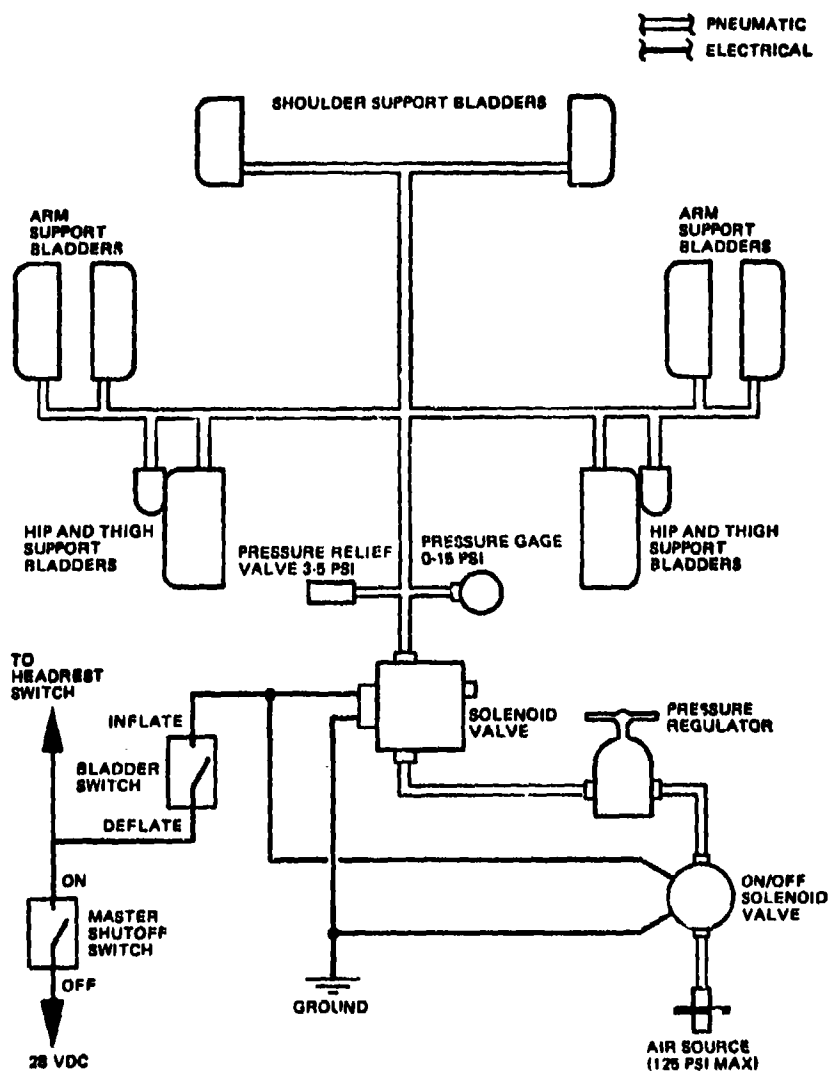 PNEUMATIC
ELECTRICAL
SHOULDER SUPPORT BLADDERS
ARM
SUPPORT
BLADDERS
ARM
SUPPORT
BLADDERS
HIP AND THIGH
SUPPORT
BLADDERS
PRESSURE RELIEF
VALVE 3-5 PSI
PRESSURE GAGE
0-15 PSI
HIP AND THIGH
SUPPORT
BLADDERS
TO
HEADREST
SWITCH
INFLATE
BLADDER
SWITCH
DEFLATE
SOLENOID
VALVE
PRESSURE
REGULATOR
ON
MASTER
SHUTOFF
SWITCH
OFF
28 VDC
GROUND
ON/OFF
SOLENOID
VALVE
AIR SOURCE
(125 PSI MAX)